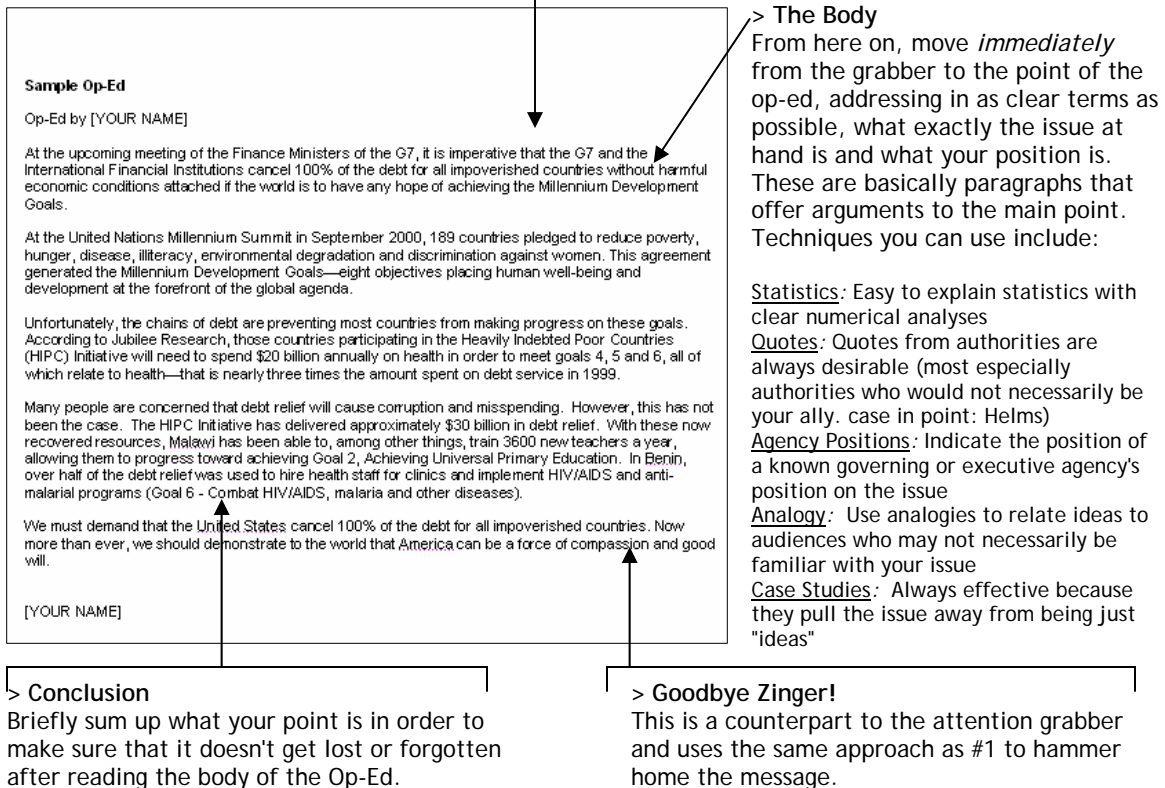 Sample Op-Ed
Op-Ed by [YOUR NAME]
At the upcoming meeting of the Finance Ministers of the G7, it is imperative that the G7 and the
International Financial Institutions cancel 100% of the debt for all impoverished countries without harmful
economic conditions attached if the world is to have any hope of achieving the Millennium Development
Goals.
At the United Nations Millennium Summit in September 2000, 189 countries pledged to reduce poverty,
hunger, disease, illiteracy, environmental degradation and discrimination against women. This agreement
generated the Millennium Development Goals—eight objectives placing human well-being and
development at the forefront of the global agenda.
Unfortunately, the chains of debt are preventing most countries from making progress on these goals.
According to Jubilee Research, those countries participating in the Heavily Indebted Poor Countries
(HIPC) Initiative will need to spend $20 billion annually on health in order to meet goals 4, 5 and 6, all of
which relate to health—that is nearly three times the amount spent on debt service in 1999.
Many people are concerned that debt relief will cause corruption and misspending. However, this has not
been the case. The HIPC Initiative has delivered approximately $30 billion in debt relief. With these now
recovered resources, Malawi has been able to, among other things, train 3600 new teachers a year,
allowing them to progress toward achieving Goal 2, Achieving Universal Primary Education. In Benin,
over half of the debt relief was used to hire health staff for clinics and implement HIV/AIDS and anti-
malarial programs (Goal 6 - Combat HIV/AIDS, malaria and other diseases).
We must demand that the United States cancel 100% of the debt for all impoverished countries. Now
more than ever, we should demonstrate to the world that America can be a force of compassion and good
will.
[YOUR NAME]
> The Body
From here on, move immediately
from the grabber to the point of the
op-ed, addressing in as clear terms as
possible, what exactly the issue at
hand is and what your position is.
These are basically paragraphs that
offer arguments to the main point.
Techniques you can use include:
Statistics: Easy to explain statistics with
clear numerical analyses
Quotes: Quotes from authorities are
always desirable (most especially
authorities who would not necessarily be
your ally. case in point: Helms)
Agency Positions: Indicate the position of
a known governing or executive agency's
position on the issue
Analogy: Use analogies to relate ideas to
audiences who may not necessarily be
familiar with your issue
Case Studies: Always effective because
they pull the issue away from being just
"ideas"
> Conclusion
Briefly sum up what your point is in order to
make sure that it doesn't get lost or forgotten
after reading the body of the Op-Ed.
> Goodbye Zinger!
This is a counterpart to the attention grabber
and uses the same approach as #1 to hammer
home the message.